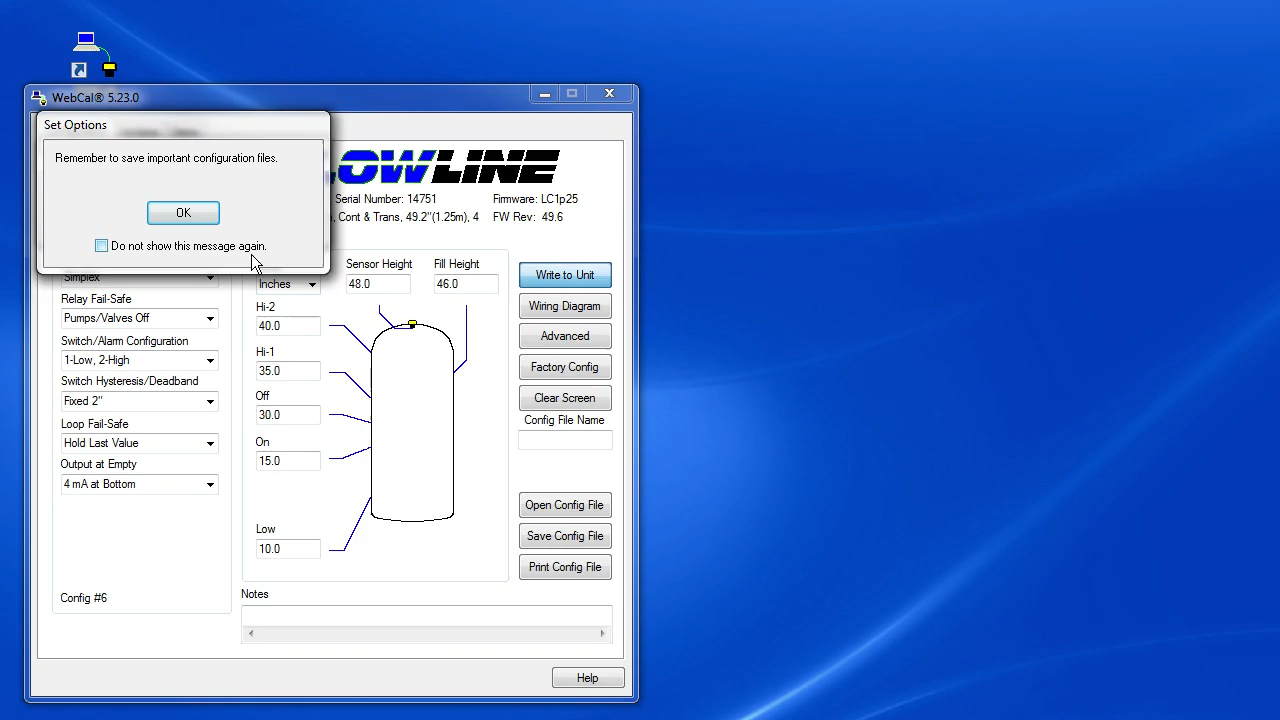 WebCal® 5.23.0
Set Options
Remember to save important configuration files.
OK
Do not show this message again.
LOWLINE
Serial Number: 14751
Firmware: LC1p25
, Cont & Trans, 49.2"(1.25m), 4
FW Rev: 49.6
Simplex
Relay Fail-Safe
Pumps/Valves Off
Switch/Alarm Configuration
1-Low, 2-High
Switch Hysteresis/Deadband
Fixed 2"
Loop Fail-Safe
Hold Last Value
Output at Empty
4 mA at Bottom
Config #6
Inches
Sensor Height
48.0
Fill Height
46.0
Hi-2
40.0
Hi-1
35.0
Off
30.0
On
15.0
Low
10.0
Notes
Write to Unit
Wiring Diagram
Advanced
Factory Config
Clear Screen
Config File Name
Open Config File
Save Config File
Print Config File
Help